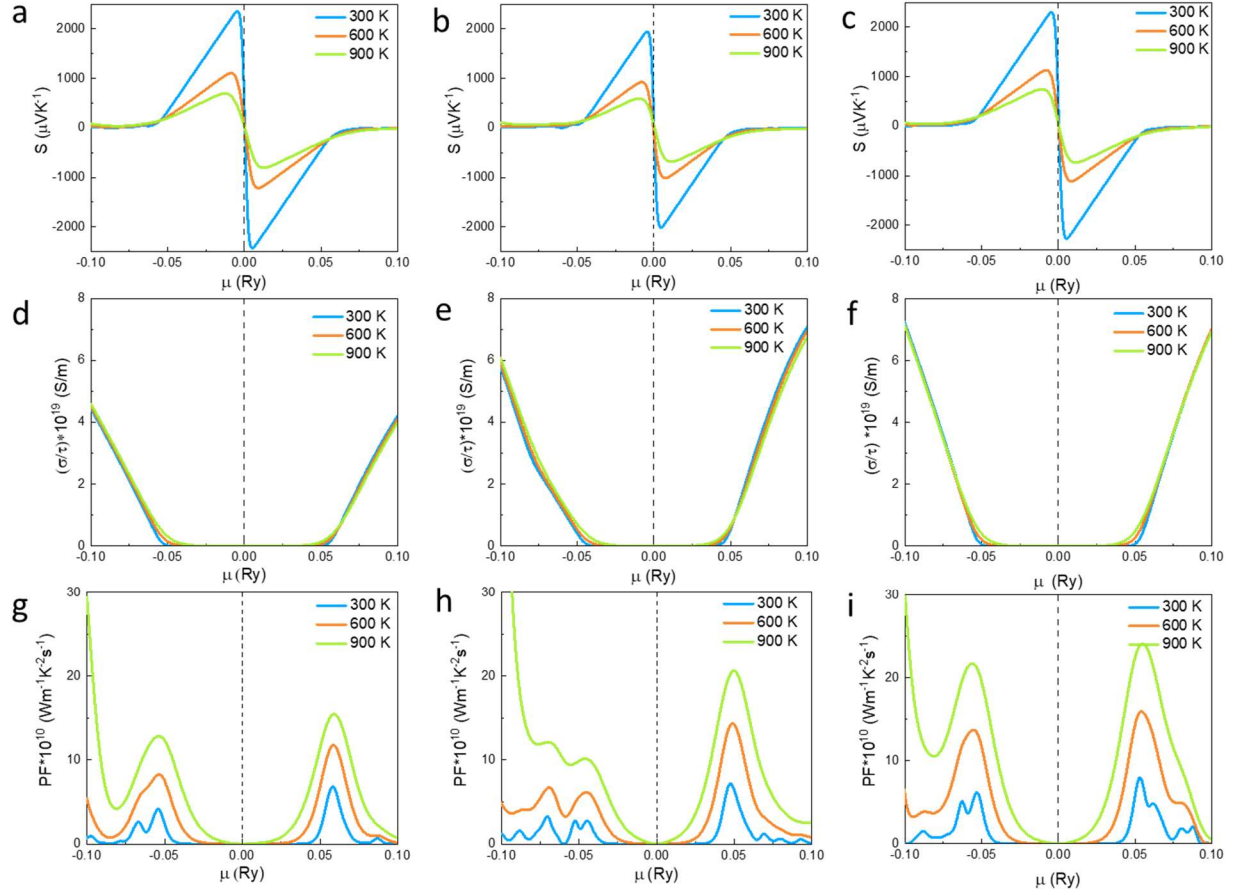 a
300 K
600 K
900 K
2000
1000
0
-1000
-2000
S (μVK⁻¹)
-0.10 -0.05 0.00 0.05 0.10
μ (Ry)
b
300 K
600 K
900 K
2000
1000
0
-1000
-2000
S (μVK⁻¹)
-0.10 -0.05 0.00 0.05 0.10
μ (Ry)
c
300 K
600 K
900 K
2000
1000
0
-1000
-2000
S (μVK⁻¹)
-0.10 -0.05 0.00 0.05 0.10
μ (Ry)
d
300 K
600 K
900 K
8
6
4
2
0
(σ/τ)*10¹⁹ (S/m)
-0.10 -0.05 0.00 0.05 0.10
μ (Ry)
e
300 K
600 K
900 K
8
6
4
2
0
(σ/τ)*10¹⁹ (S/m)
-0.10 -0.05 0.00 0.05 0.10
μ (Ry)
f
300 K
600 K
900 K
8
6
4
2
0
(σ/τ) *10¹⁹ (S/m)
-0.10 -0.05 0.00 0.05 0.10
μ (Ry)
g
300 K
600 K
900 K
30
20
10
0
PF*10¹⁰ (Wm⁻¹K⁻²s⁻¹)
-0.10 -0.05 0.00 0.05 0.10
μ (Ry)
h
300 K
600 K
900 K
30
20
10
0
PF*10¹⁰ (Wm⁻¹K⁻²s⁻¹)
-0.10 -0.05 0.00 0.05 0.10
μ (Ry)
i
300 K
600 K
900 K
30
20
10
0
PF*10¹⁰ (Wm⁻¹K⁻²s⁻¹)
-0.10 -0.05 0.00 0.05 0.10
μ (Ry)